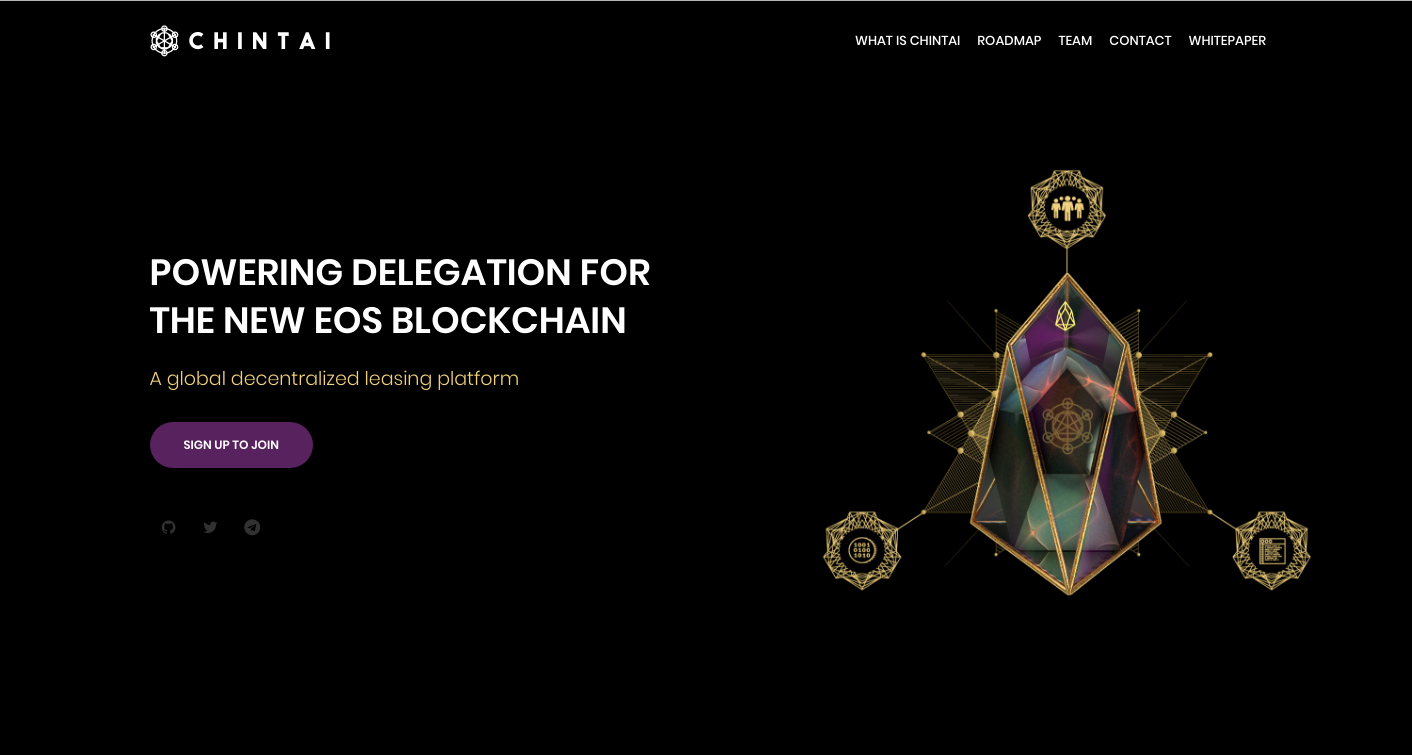 CHINTAI
WHAT IS CHINTAI ROADMAP TEAM CONTACT WHITEPAPER
POWERING DELEGATION FOR
THE NEW EOS BLOCKCHAIN
A global decentralized leasing platform
SIGN UP TO JOIN
1001
0100
1010